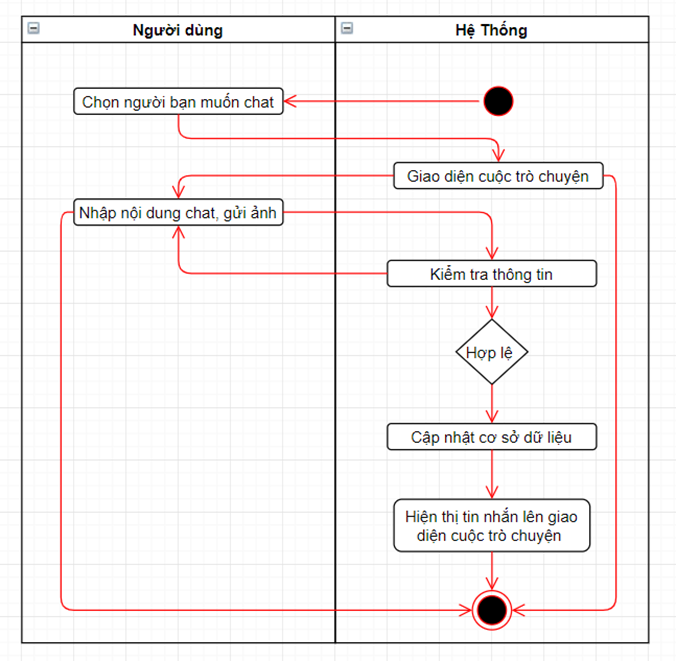 Người dùng
Hệ Thống
Chọn người bạn muốn chat
Giao diện cuộc trò chuyện
Nhập nội dung chat, gửi ảnh
Kiểm tra thông tin
Hợp lệ
Cập nhật cơ sở dữ liệu
Hiện thị tin nhắn lên giao
diện cuộc trò chuyện